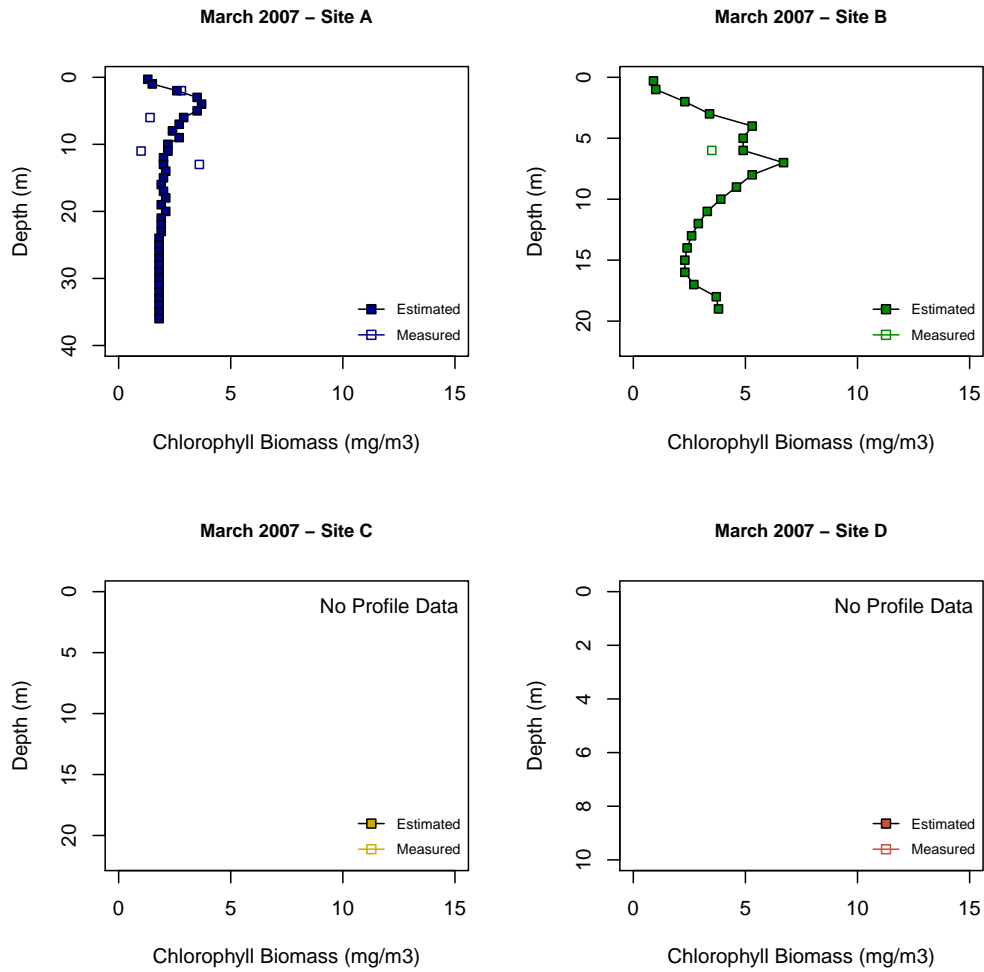 March 2007 – Site A
0
10
20
30
40
Depth (m)
Estimated
Measured
0 5 10 15
Chlorophyll Biomass (mg/m3)
March 2007 – Site B
0
5
10
15
20
Depth (m)
Estimated
Measured
0 5 10 15
Chlorophyll Biomass (mg/m3)
March 2007 – Site C
No Profile Data
0
5
10
15
20
Depth (m)
Estimated
Measured
0 5 10 15
Chlorophyll Biomass (mg/m3)
March 2007 – Site D
No Profile Data
0
2
4
6
8
10
Depth (m)
Estimated
Measured
0 5 10 15
Chlorophyll Biomass (mg/m3)